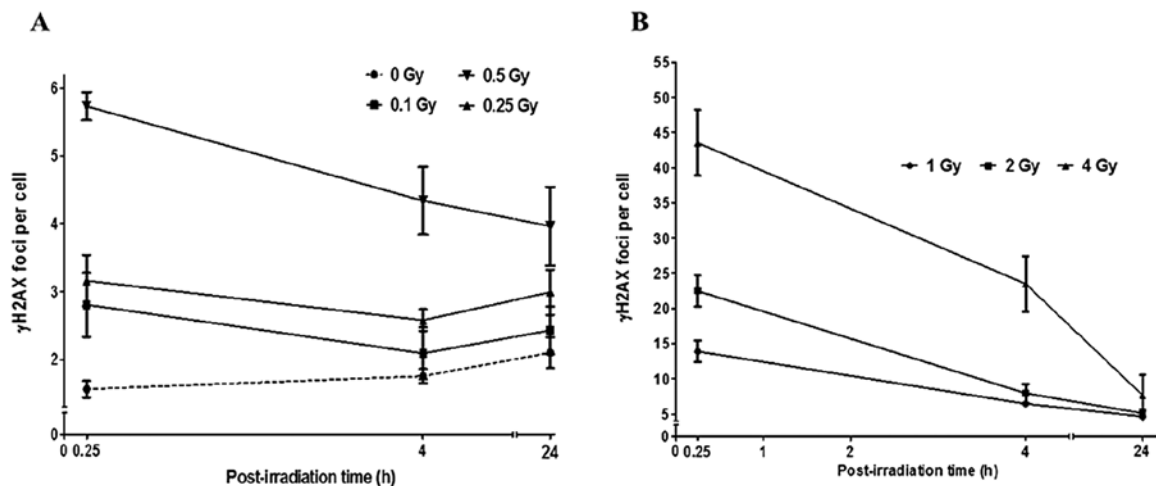 A
γH2AX foci per cell
6
5
4
3
2
0
0 Gy
0.5 Gy
0.1 Gy
0.25 Gy
0 0.25 4 24
Post-irradiation time (h)
B
γH2AX foci per cell
55
50
45
40
35
30
25
20
15
10
5
0
1 Gy 2 Gy 4 Gy
0 0.25 1 2 4 24
Post-irradiation time (h)